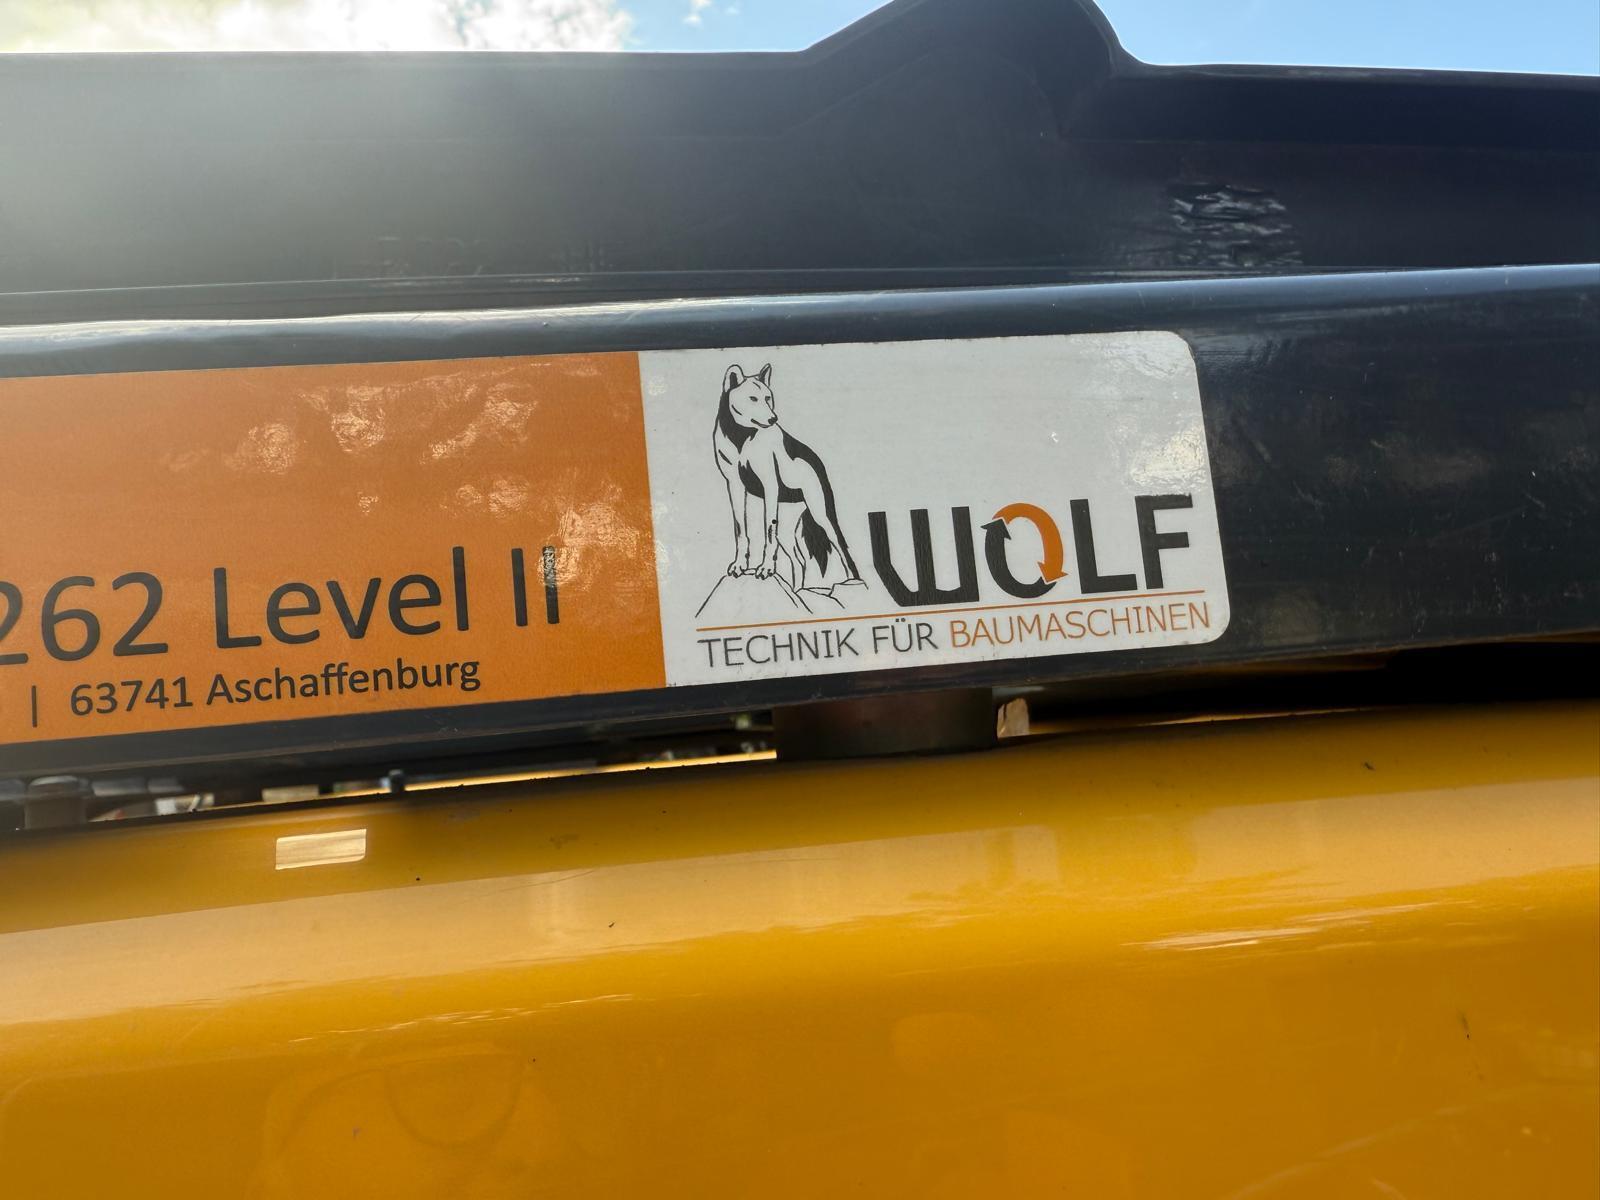 262 Level II
| 63741 Aschaffenburg
WOLF
TECHNIK FÜR BAUMASCHINEN